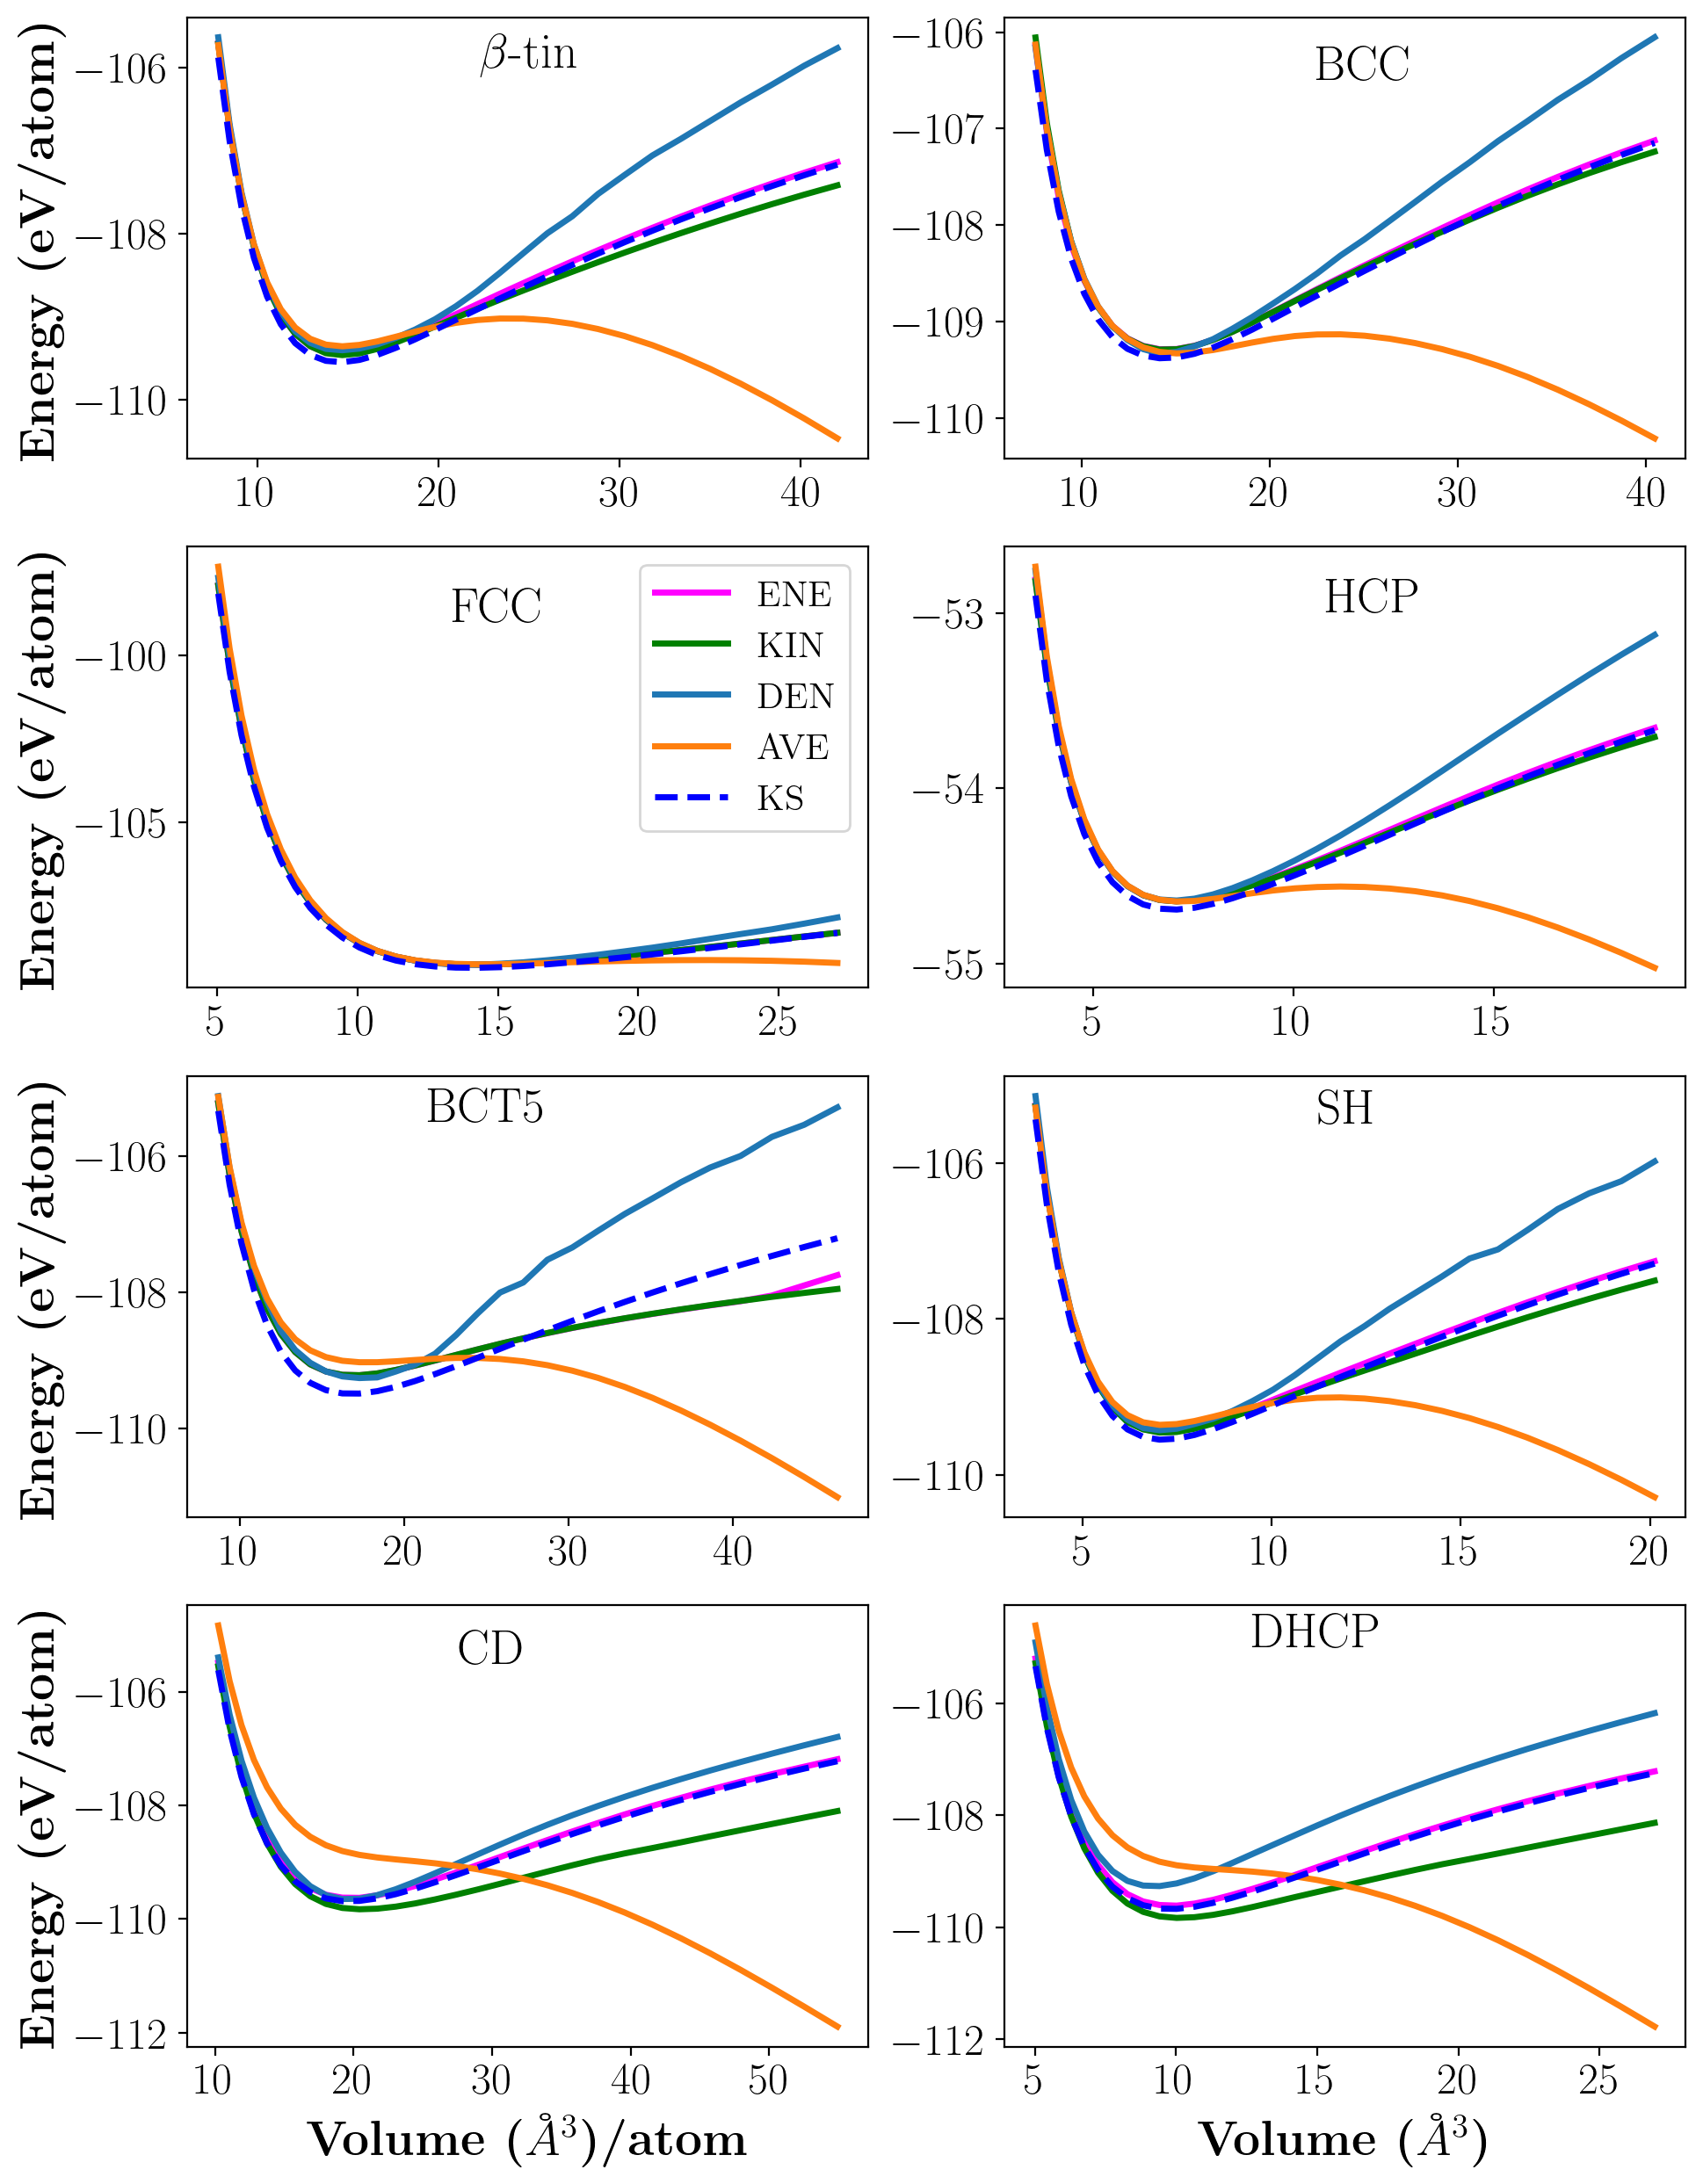 β-tin
Energy (eV/atom)
−106
−108
−110
10 20 30 40
BCC
−106
−107
−108
−109
−110
10 20 30 40
FCC
Energy (eV/atom)
−100
−105
5 10 15 20 25
ENE
KIN
DEN
AVE
KS
HCP
−53
−54
−55
5 10 15
BCT5
Energy (eV/atom)
−106
−108
−110
10 20 30 40
SH
−106
−108
−110
5 10 15 20
CD
Energy (eV/atom)
−106
−108
−110
−112
10 20 30 40 50
Volume (Å³)/atom
DHCP
−106
−108
−110
−112
5 10 15 20 25
Volume (Å³)